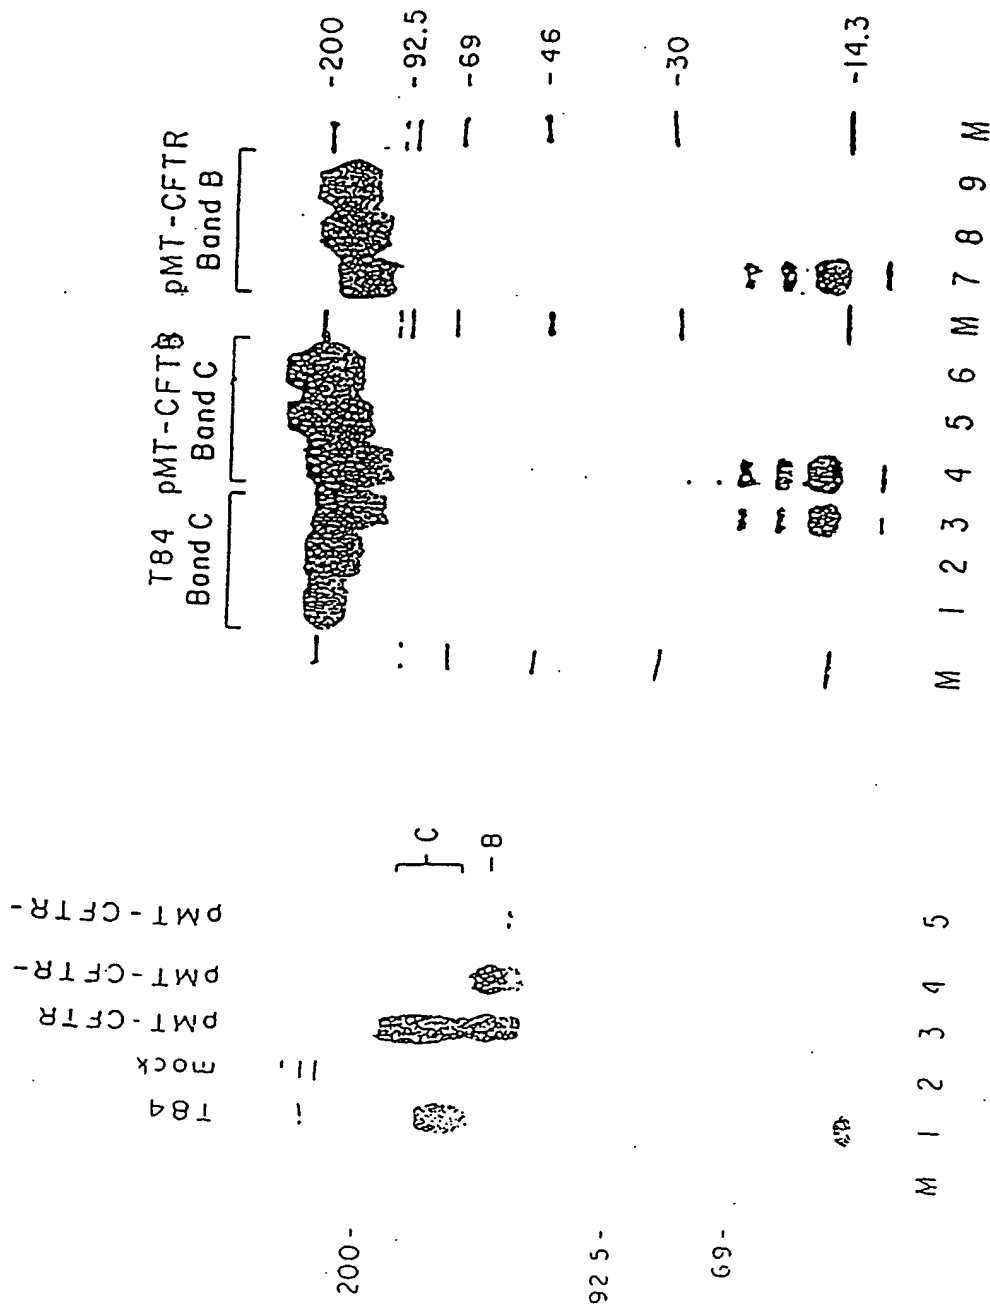 T84
mock
pMT-CFTR
pMT-CFTR-
pMT-CFTR-
200-
92 5-
69-
C
-B
M 1 2 3 4 5
T84
Band C
pMT-CFTR
Band C
pMT-CFTR
Band B
-200
-92.5
-69
-46
-30
-14.3
M 1 2 3 4 5 6 M 7 8 9 M